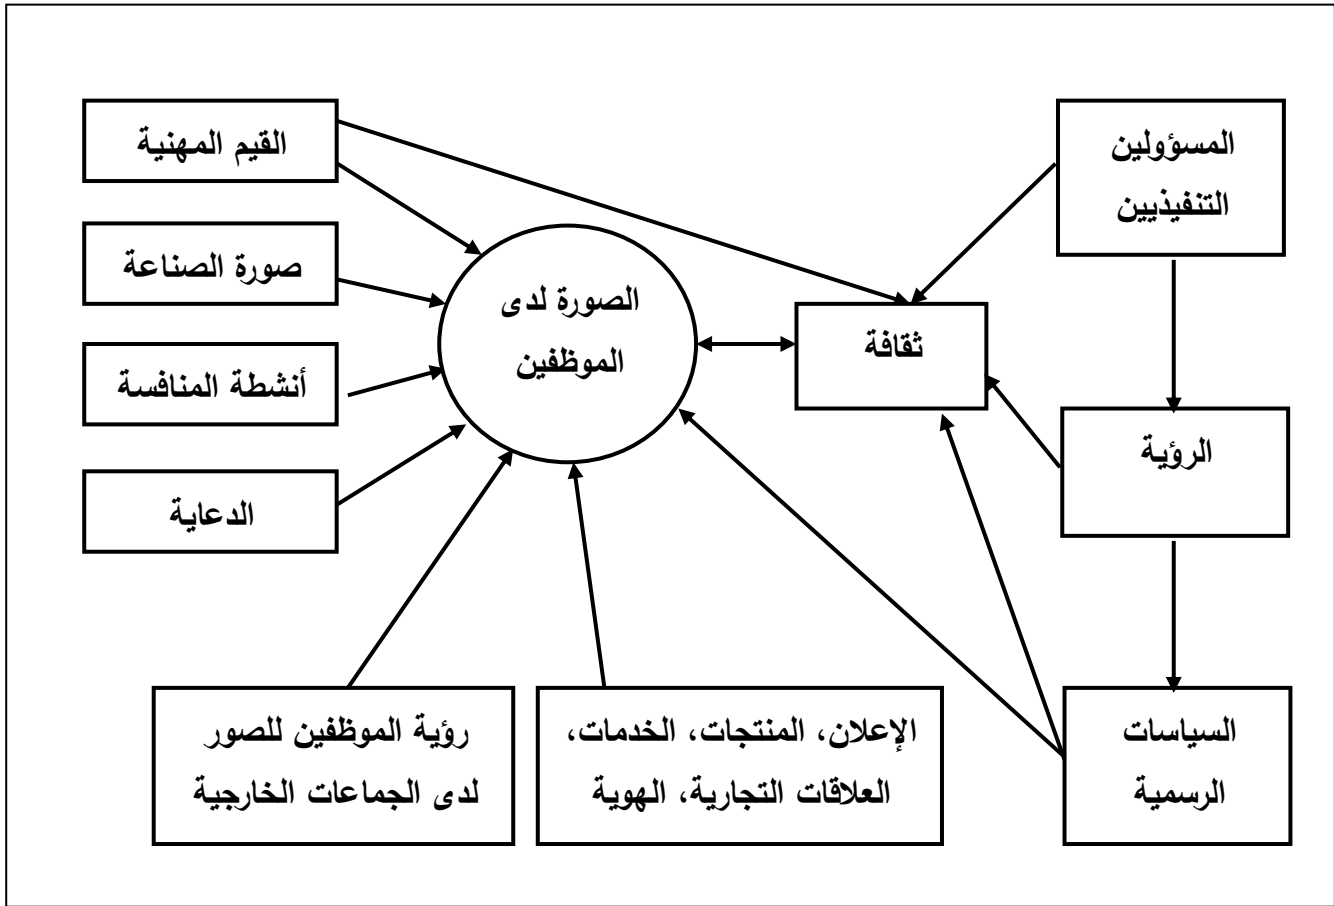 القيم المهنية
المسؤولين
التنفيذيين
صورة الصناعة
الصورة لدى
الموظفين
ثقافة
أنشطة المنافسة
الرؤية
الدعاية
السياسات
الرسمية
الإعلان، المنتجات، الخدمات،
العلاقات التجارية، الهوية
رؤية الموظفين للصور
لدى الجماعات الخارجية